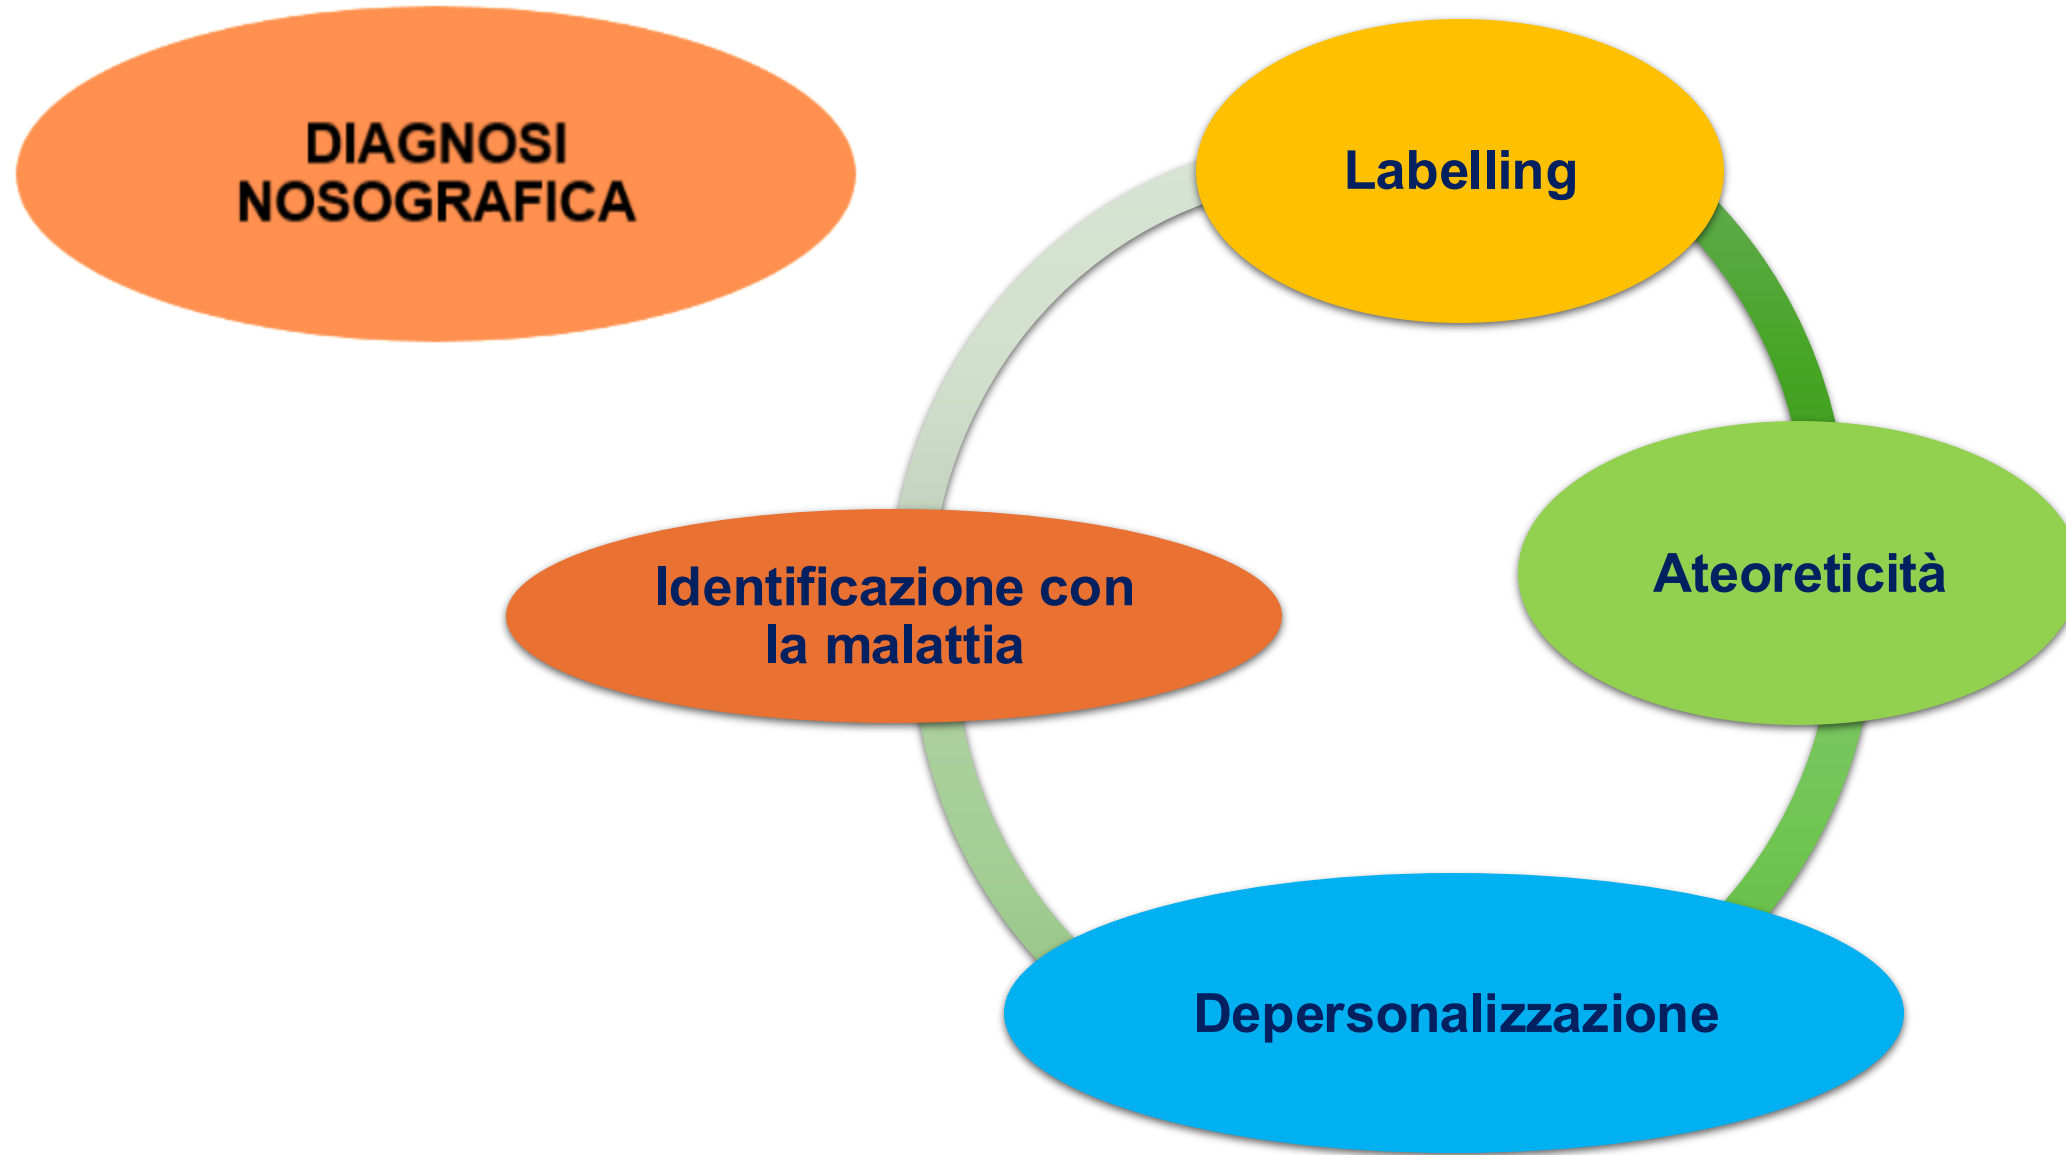 DIAGNOSI
NOSOGRAFICA
Labelling
Ateoreticità
Identificazione con
la malattia
Depersonalizzazione